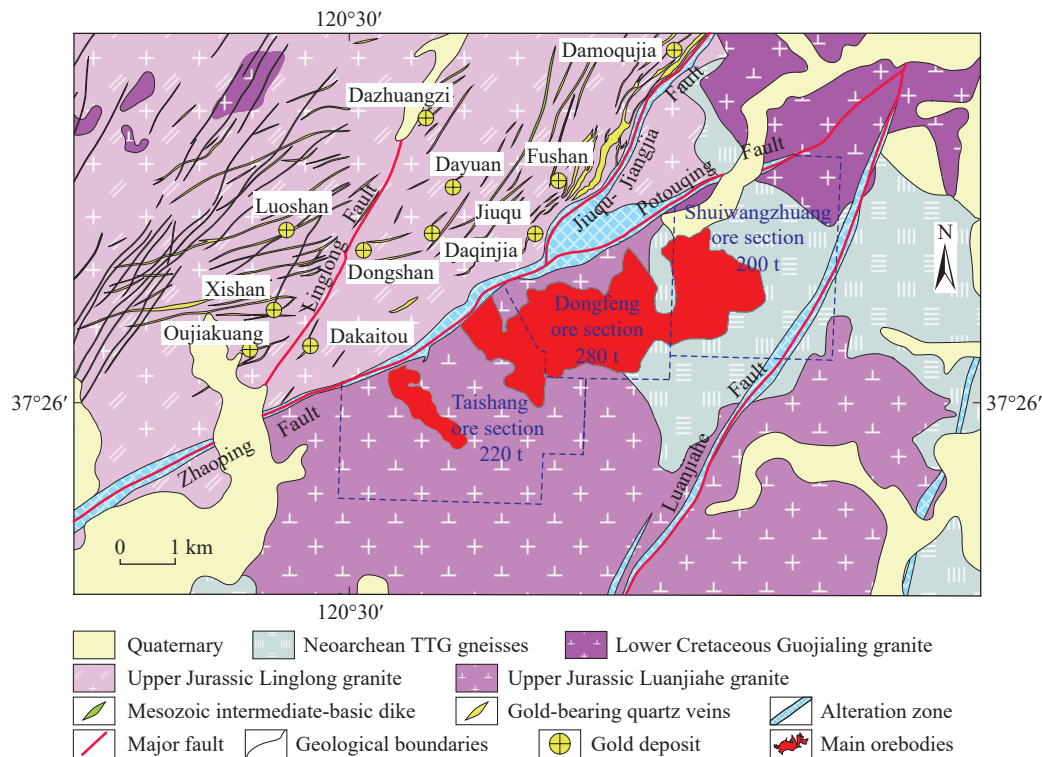 120°30′
Damoqujia
Fault
Dazhuangzi
Dayuan
Fushan
Jiuqu-Jiangjia
Potouqing
Fault
Luoshan
Linglong
Fault
Jiuqu
Daqinjia
Dongshan
Shuiwangzhuang
ore section
200 t
N
Xishan
Oujiakuang
Dakaitou
Dongfeng
ore section
280 t
37°26′
37°26′
Zhaoping
Fault
Taishang
ore section
220 t
Luanjiahe
Fault
0 1 km
120°30′
Quaternary
Neoarchean TTG gneisses
Lower Cretaceous Guojialing granite
Upper Jurassic Linglong granite
Upper Jurassic Luanjiahe granite
Mesozoic intermediate-basic dike
Gold-bearing quartz veins
Alteration zone
Major fault
Geological boundaries
Gold deposit
Main orebodies